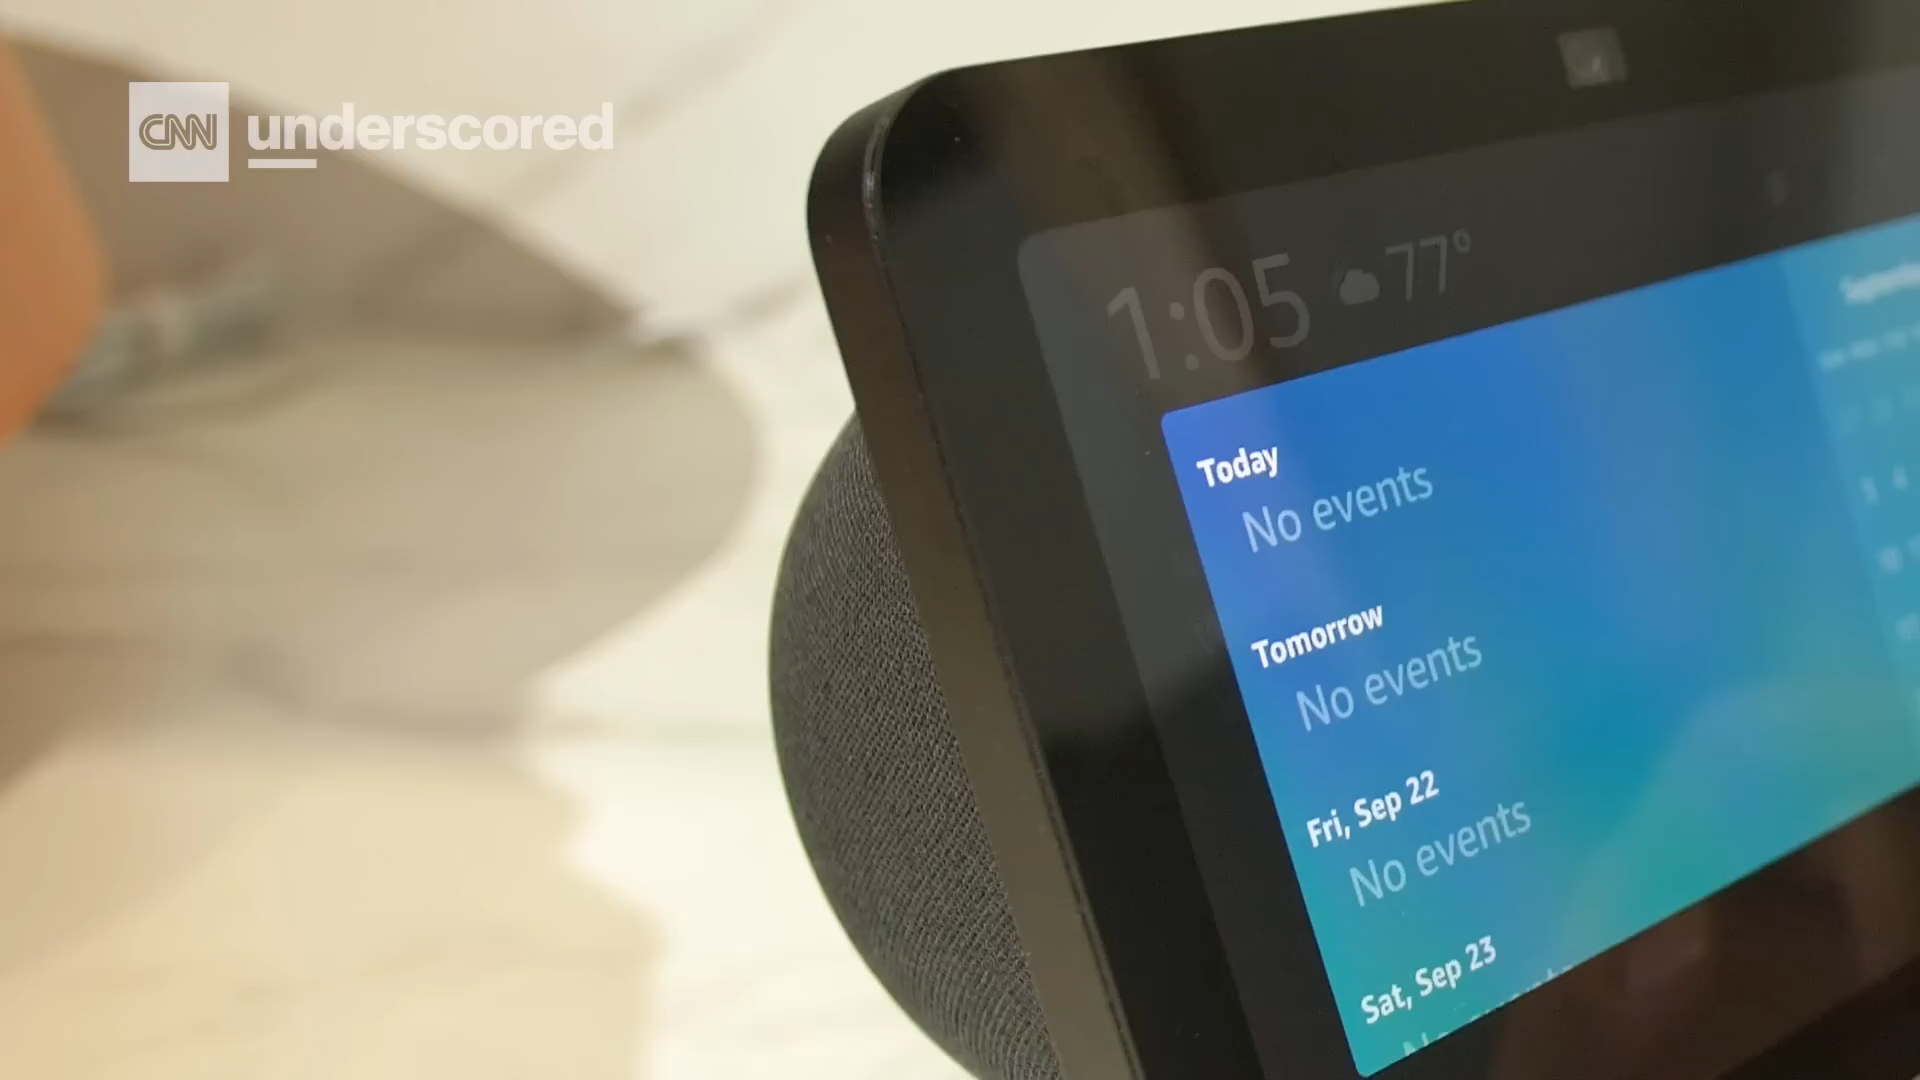 CNN underscored
1:05 77°
Today
No events
Tomorrow
No events
Fri, Sep 22
No events
Sat, Sep 23